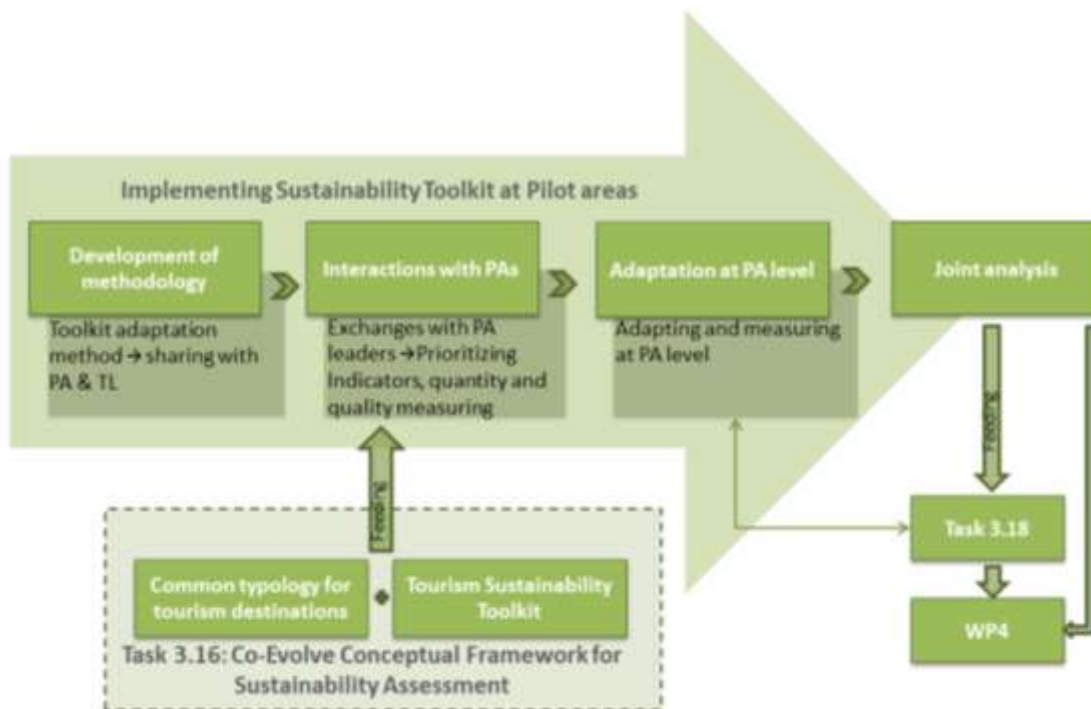 Implementing Sustainability Toolkit at Pilot areas
Development of
methodology
Toolkit adaptation
method → sharing with
PA & TL
Interactions with PAs
Exchanges with PA
leaders →Prioritizing
Indicators, quantity and
quality measuring
Adaptation at PA level
Adapting and measuring
at PA level
Joint analysis
Feeding
Feeding
Task 3.18
WP4
Common typology for
tourism destinations
Tourism Sustainability
Toolkit
Task 3.16: Co-Evolve Conceptual Framework for
Sustainability Assessment